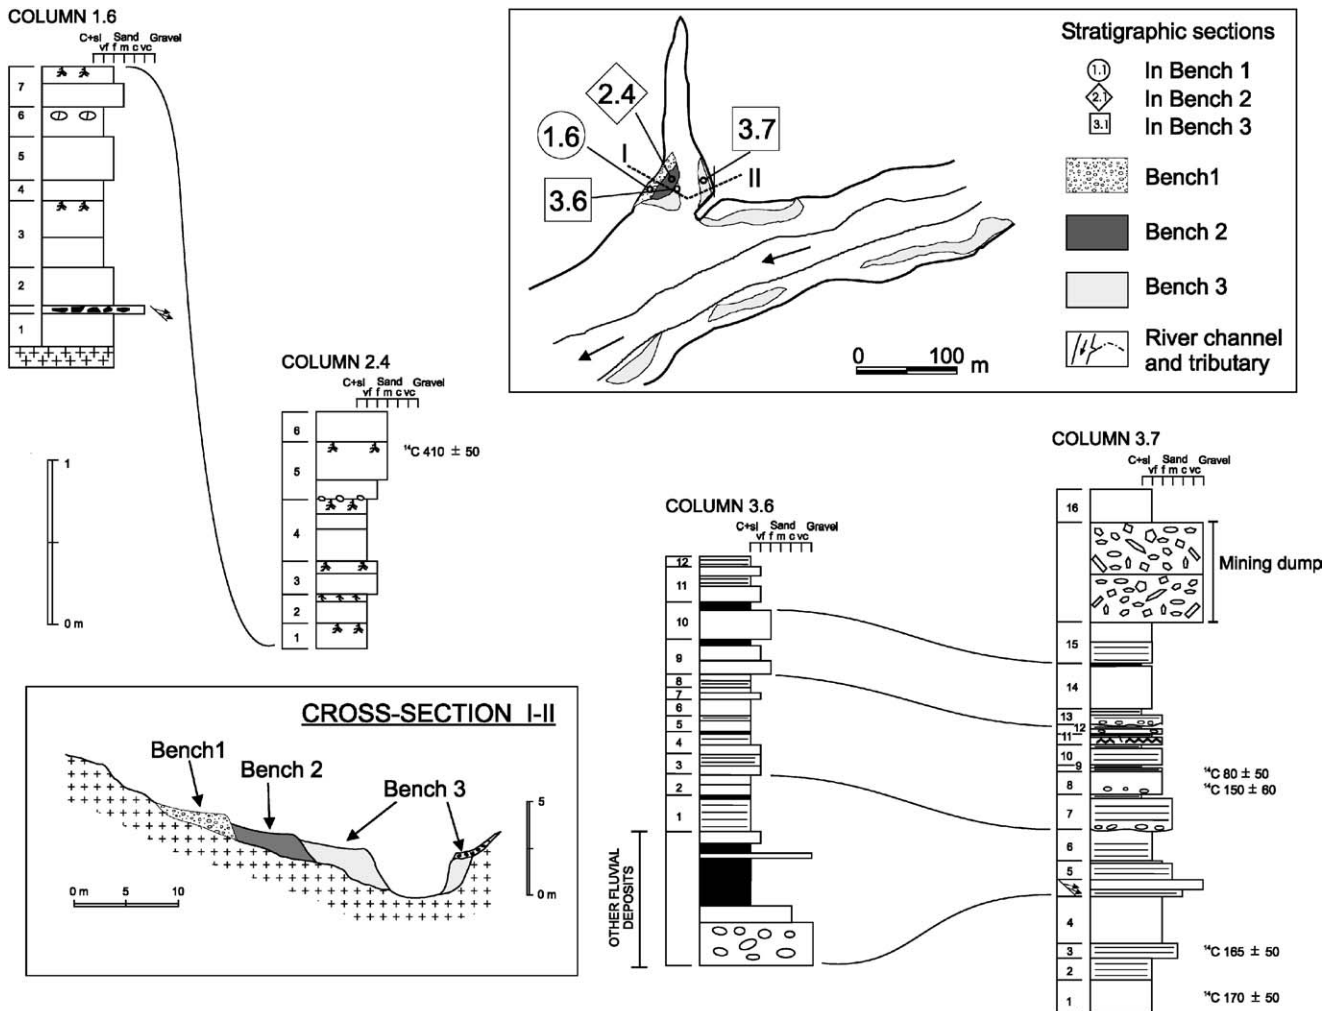 COLUMN 1.6
C+sl Sand Gravel
vf f m c vc
7
6
5
4
3
2
1
1
0 m
COLUMN 2.4
C+sl Sand Gravel
vf f m c vc
6
5
4
3
2
1
¹⁴C 410 ± 50
2.4
1.6
3.7
3.6
I
II
0 100 m
Stratigraphic sections
1.1 In Bench 1
2.1 In Bench 2
3.1 In Bench 3
Bench1
Bench 2
Bench 3
River channel
and tributary
CROSS-SECTION I-II
Bench1
Bench 2
Bench 3
5
0 m
0 m 5 10
COLUMN 3.6
C+sl Sand Gravel
vf f m c vc
12
11
10
9
8
7
6
5
4
3
2
1
OTHER FLUVIAL
DEPOSITS
COLUMN 3.7
C+sl Sand Gravel
vf f m c vc
16
Mining dump
15
14
13
12
11
10
9
8
7
6
5
4
3
2
1
¹⁴C 80 ± 50
¹⁴C 150 ± 60
¹⁴C 165 ± 50
¹⁴C 170 ± 50